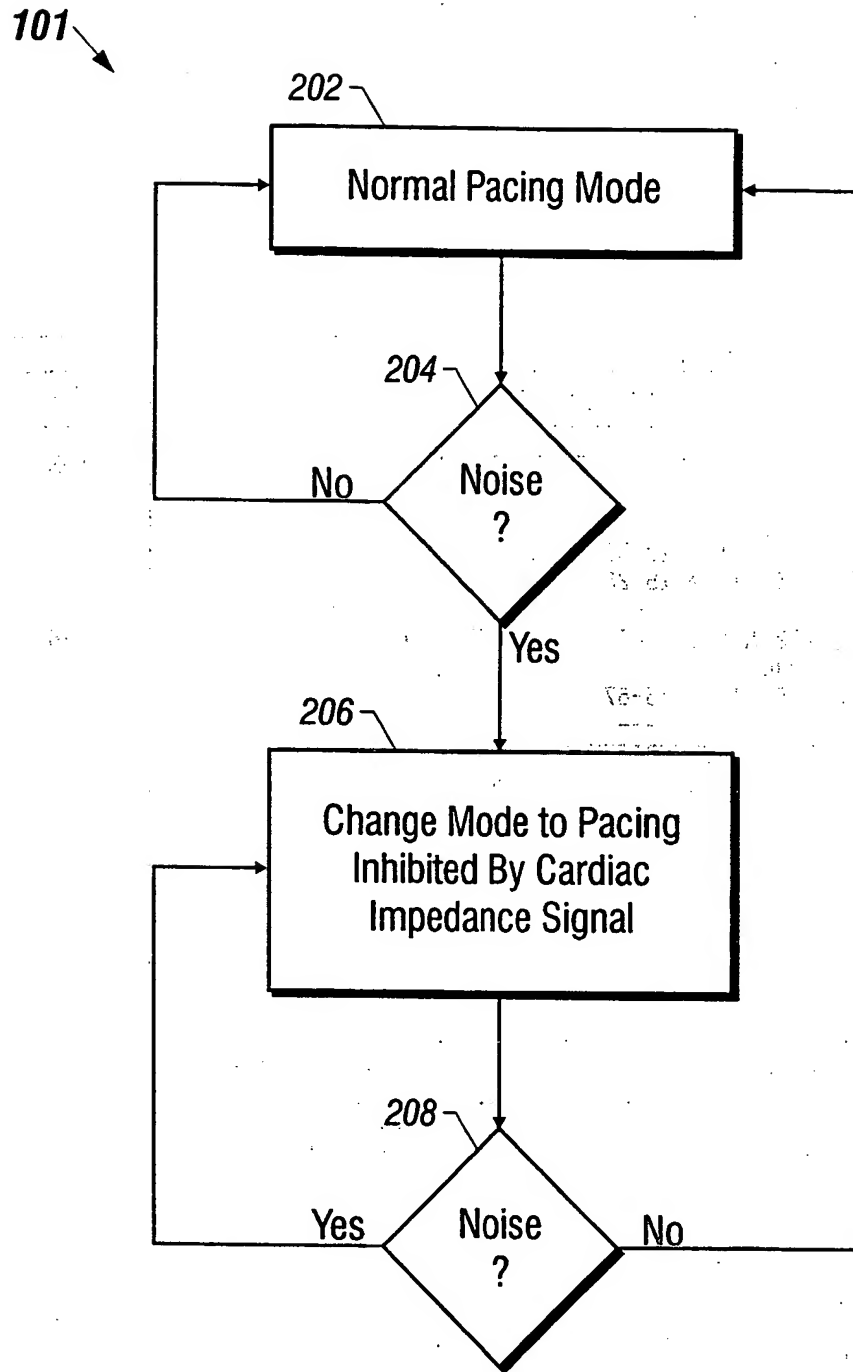 101
202
Normal Pacing Mode
204
No
Noise
?
Yes
206
Change Mode to Pacing
Inhibited By Cardiac
Impedance Signal
208
Yes
Noise
?
No